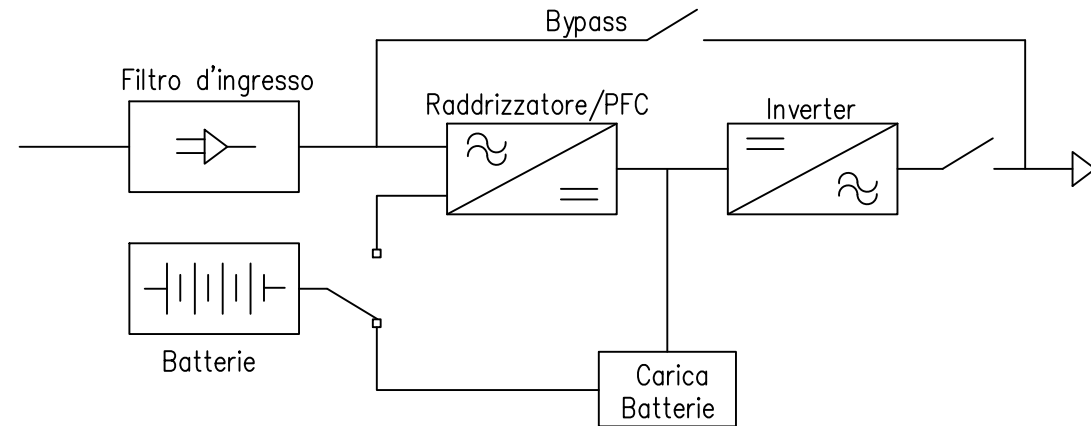 Bypass
Filtro d'ingresso
Raddrizzatore/PFC
Inverter
Batterie
Carica
Batterie